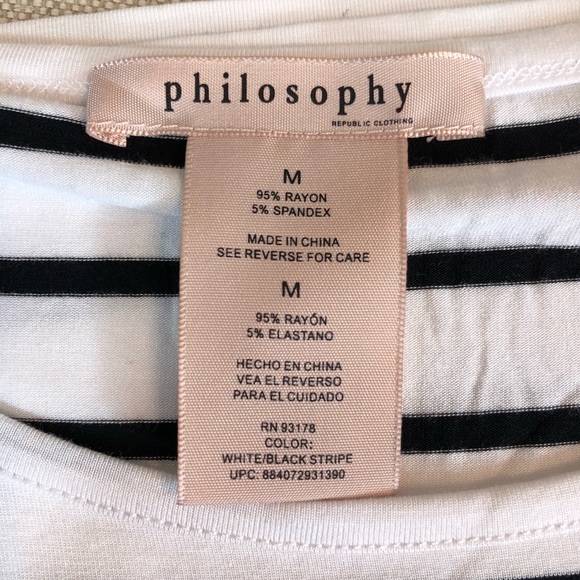 philosophy
REPUBLIC CLOTHING
M
95% RAYON
5% SPANDEX
MADE IN CHINA
SEE REVERSE FOR CARE
M
95% RAYÓN
5% ELASTANO
HECHO EN CHINA
VEA EL REVERSO
PARA EL CUIDADO
RN 93178
COLOR:
WHITE/BLACK STRIPE
UPC: 884072931390